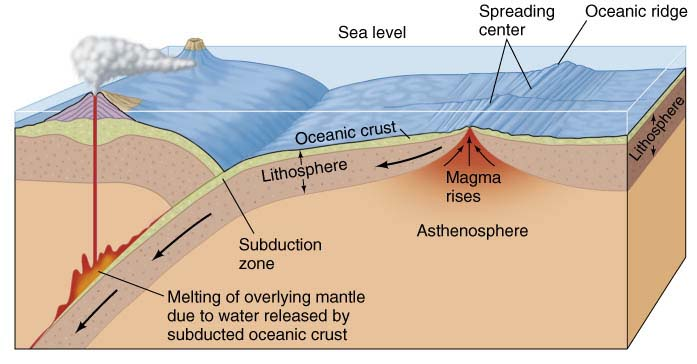 Spreading
center
Oceanic ridge
Sea level
Oceanic crust
Lithosphere
Lithosphere
Magma
rises
Asthenosphere
Subduction
zone
Melting of overlying mantle
due to water released by
subducted oceanic crust